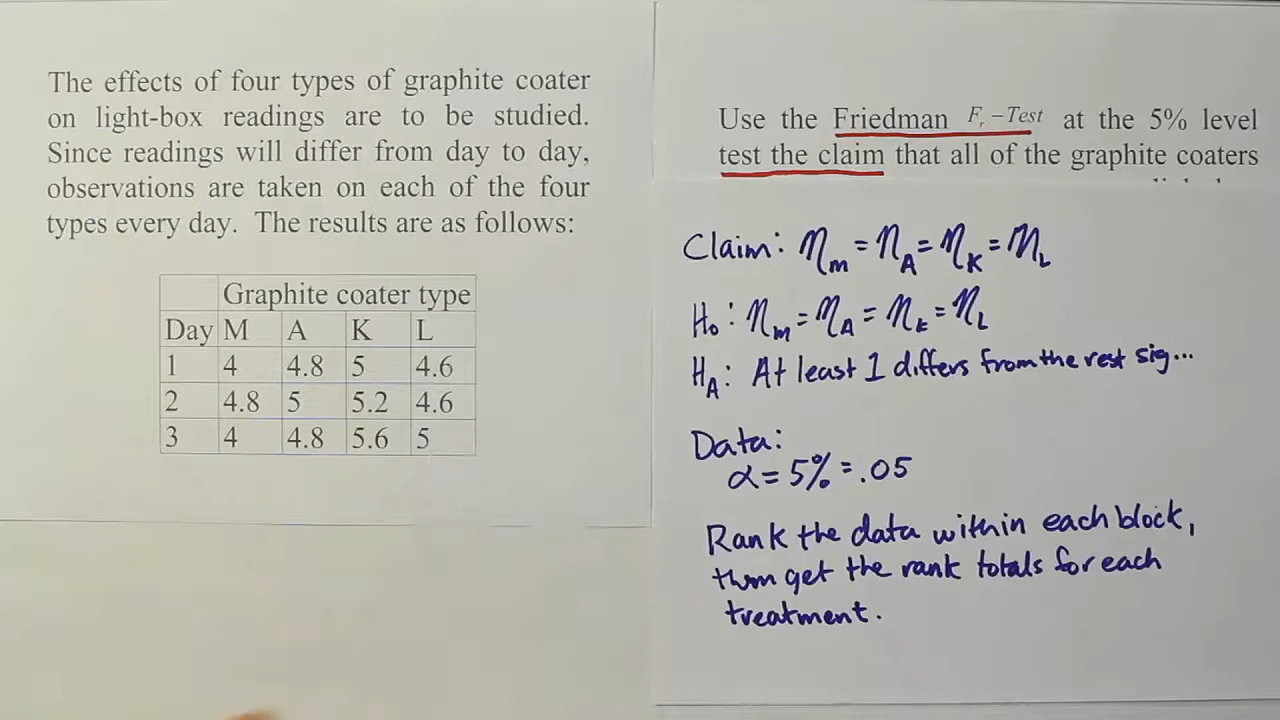 The effects of four types of graphite coater
on light-box readings are to be studied.
Since readings will differ from day to day,
observations are taken on each of the four
types every day. The results are as follows:
Graphite coater type
Day M A K L
1 4 4.8 5 4.6
2 4.8 5 5.2 4.6
3 4 4.8 5.6 5
Use the Friedman Fr – Test at the 5% level
test the claim that all of the graphite coaters
Claim: ηm = ηA = ηK = ηL
H0: ηm = ηA = ηk = ηL
HA: At least 1 differs from the rest sig...
Data:
α = 5% = .05
Rank the data within each block,
then get the rank totals for each
treatment.